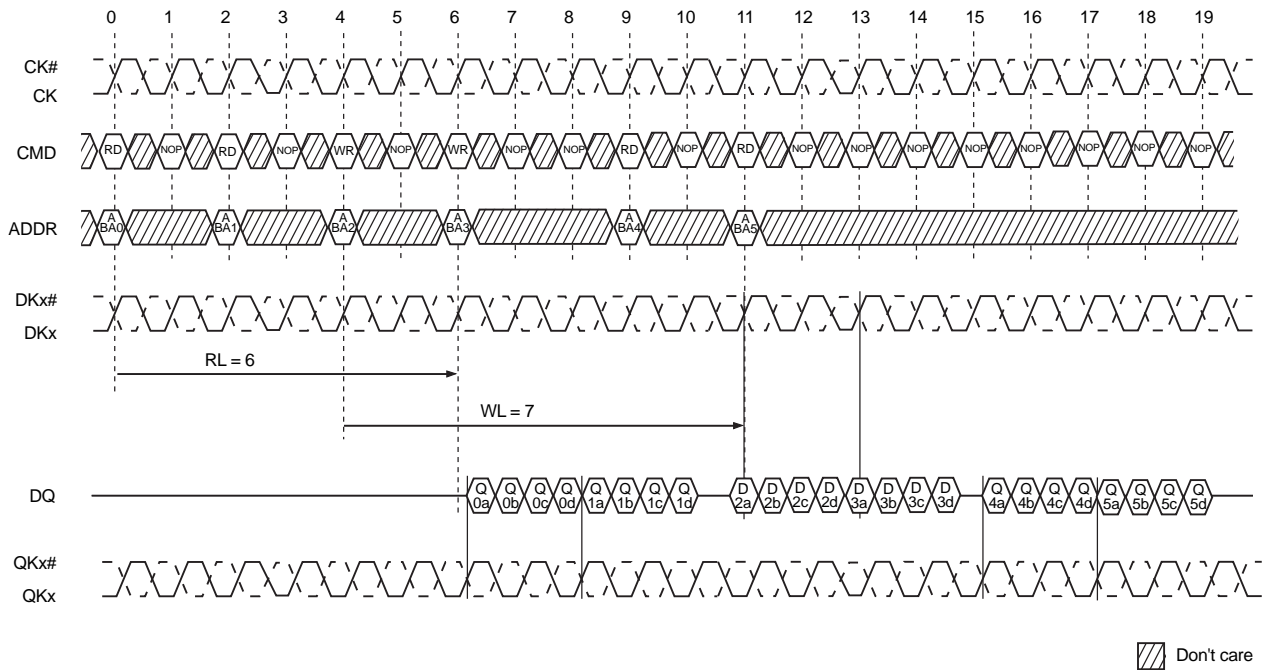 0 1 2 3 4 5 6 7 8 9 10 11 12 13 14 15 16 17 18 19
CK#
CK
CMD RD NOP RD NOP WR NOP WR NOP NOP RD NOP RD NOP NOP NOP NOP NOP NOP NOP NOP
ADDR A BA0 A BA1 A BA2 A BA3 A BA4 A BA5
DKx#
DKx
RL = 6
WL = 7
DQ Q 0a Q 0b Q 0c Q 0d Q 1a Q 1b Q 1c Q 1d D 2a D 2b D 2c D 2d D 3a D 3b D 3c D 3d Q 4a Q 4b Q 4c Q 4d Q 5a Q 5b Q 5c Q 5d
QKx#
QKx
Don't care